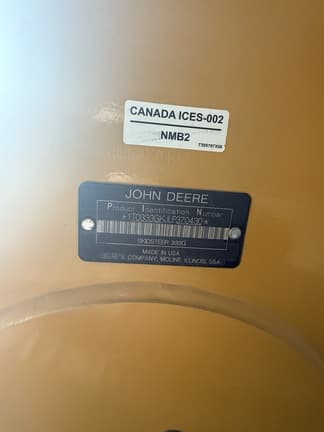 CANADA ICES-002
NMB2
JOHN DEERE
Product Identification Number
SKIDSTEER 333G
MADE IN USA
DEERE & COMPANY, MOLINE, ILLINOIS, USA